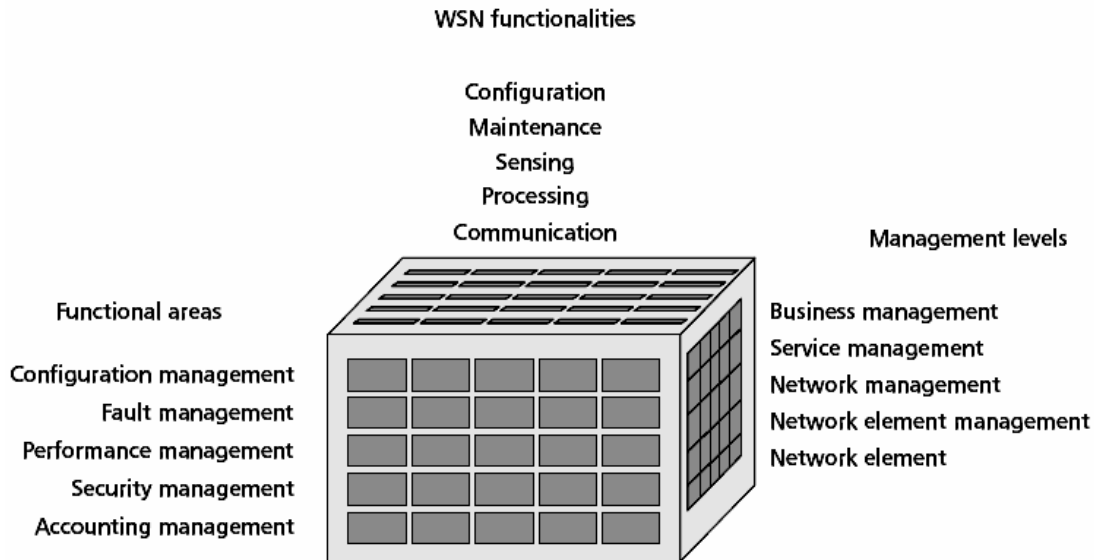 WSN functionalities
Configuration
Maintenance
Sensing
Processing
Communication
Management levels
Functional areas
Business management
Service management
Configuration management
Network management
Fault management
Network element management
Performance management
Network element
Security management
Accounting management